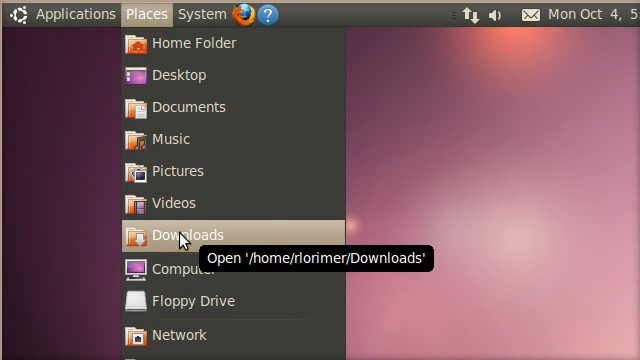 Applications Places System ? Mon Oct 4, 5:
Home Folder
Desktop
Documents
Music
Pictures
Videos
Downloads
Open '/home/rlorimer/Downloads'
Computer
Floppy Drive
Network